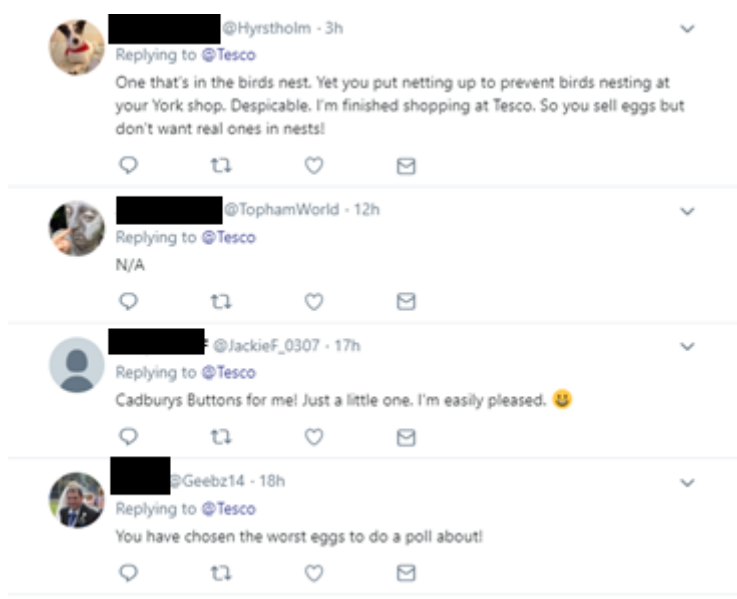 @Hyrstholm · 3h
Replying to @Tesco
One that's in the birds nest. Yet you put netting up to prevent birds nesting at
your York shop. Despicable. I'm finished shopping at Tesco. So you sell eggs but
don't want real ones in nests!
@TophamWorld · 12h
Replying to @Tesco
N/A
@JackieF_0307 · 17h
Replying to @Tesco
Cadburys Buttons for me! Just a little one. I'm easily pleased. 😃
@Geebz14 · 18h
Replying to @Tesco
You have chosen the worst eggs to do a poll about!